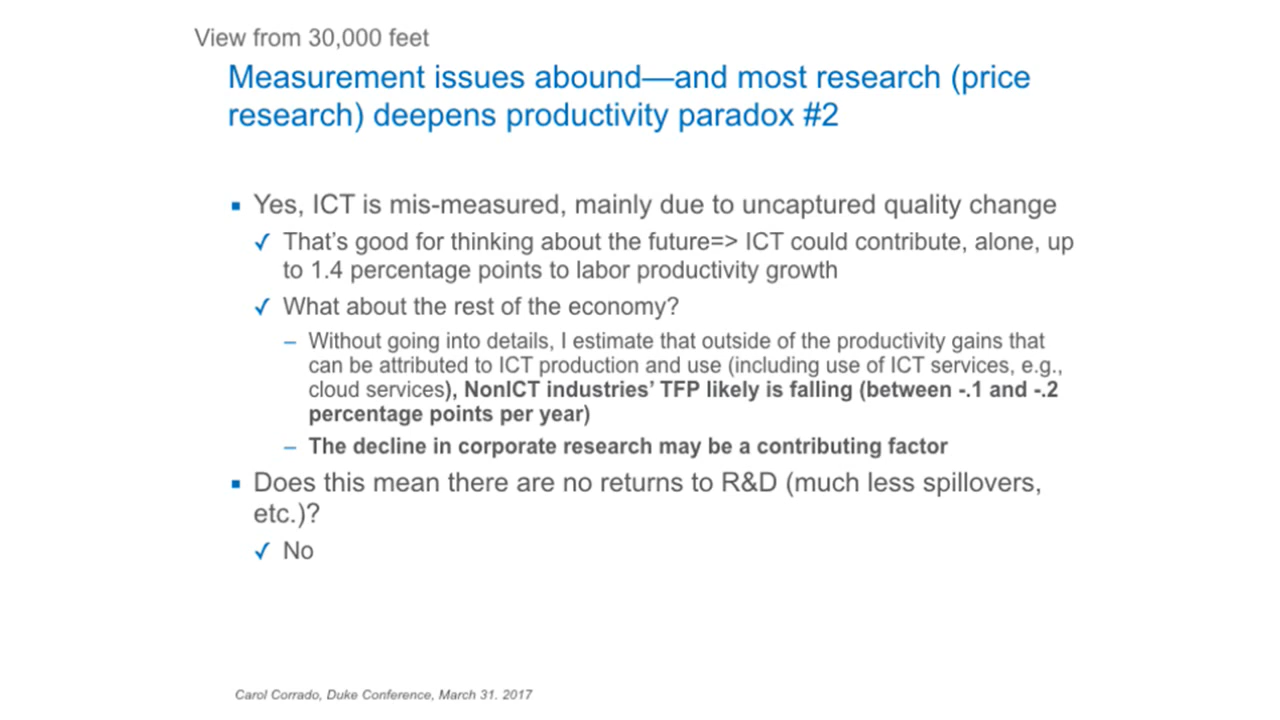 View from 30,000 feet
Measurement issues abound—and most research (price
research) deepens productivity paradox #2
▪ Yes, ICT is mis-measured, mainly due to uncaptured quality change
✓ That's good for thinking about the future=> ICT could contribute, alone, up
to 1.4 percentage points to labor productivity growth
✓ What about the rest of the economy?
– Without going into details, I estimate that outside of the productivity gains that
can be attributed to ICT production and use (including use of ICT services, e.g.,
cloud services), NonICT industries' TFP likely is falling (between -.1 and -.2
percentage points per year)
– The decline in corporate research may be a contributing factor
▪ Does this mean there are no returns to R&D (much less spillovers,
etc.)?
✓ No
Carol Corrado, Duke Conference, March 31. 2017